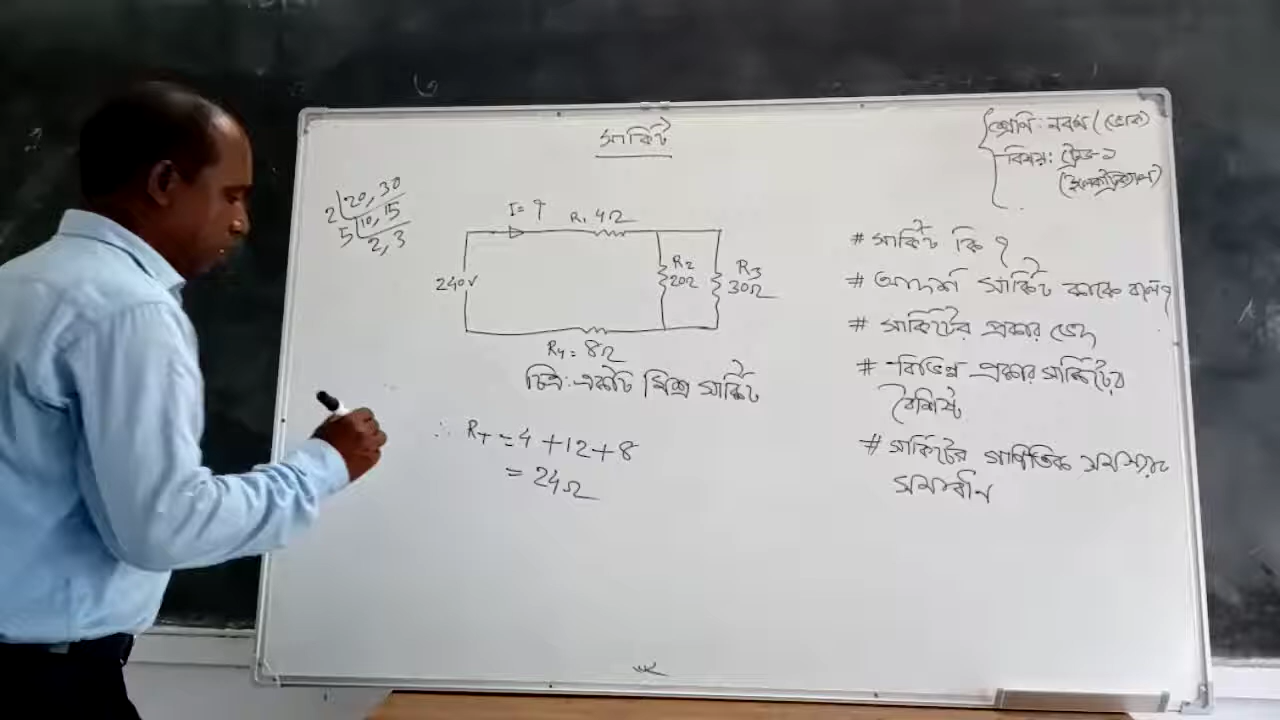 সার্কিট
শ্রেণি: নবম (ভোক)
বিষয়: ট্রেড-১
(ইলেকট্রিক্যাল)
2 20, 30
5 10, 15
2, 3
I = ?
R₁ 4Ω
240V
R₂
20Ω
R₃
30Ω
R₄ = 8Ω
চিত্র: একটি মিশ্র সার্কিট
∴ R_T = 4 + 12 + 8
= 24Ω
# সার্কিট কি ?
# আদর্শ সার্কিট কাকে বলে ?
# সার্কিটের প্রকার ভেদ
# বিভিন্ন প্রকার সার্কিটের
বৈশিষ্ট
# সার্কিটের গাণিতিক সমস্যার
সমাধান